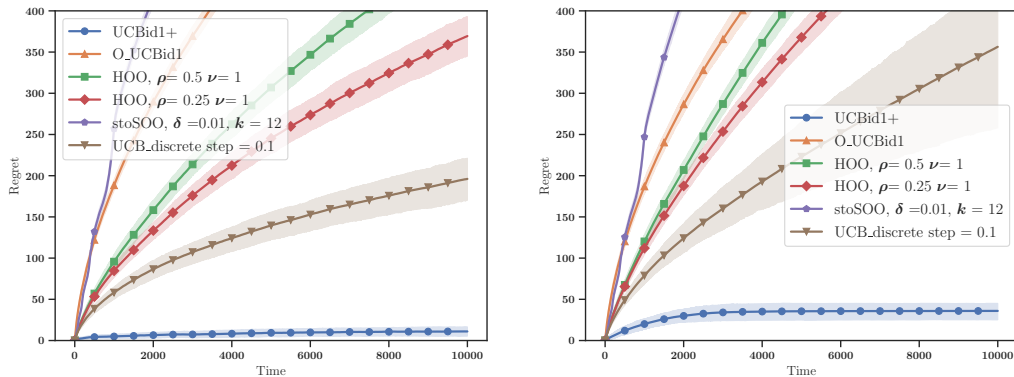 400
350
300
250
200
150
100
50
0
Regret
UCBid1+
O_UCBid1
HOO, ρ= 0.5 ν= 1
HOO, ρ= 0.25 ν= 1
stoSOO, δ =0.01, k = 12
UCB_discrete step = 0.1
0 2000 4000 6000 8000 10000
Time
400
350
300
250
200
150
100
50
0
Regret
UCBid1+
O_UCBid1
HOO, ρ= 0.5 ν= 1
HOO, ρ= 0.25 ν= 1
stoSOO, δ =0.01, k = 12
UCB_discrete step = 0.1
0 2000 4000 6000 8000 10000
Time